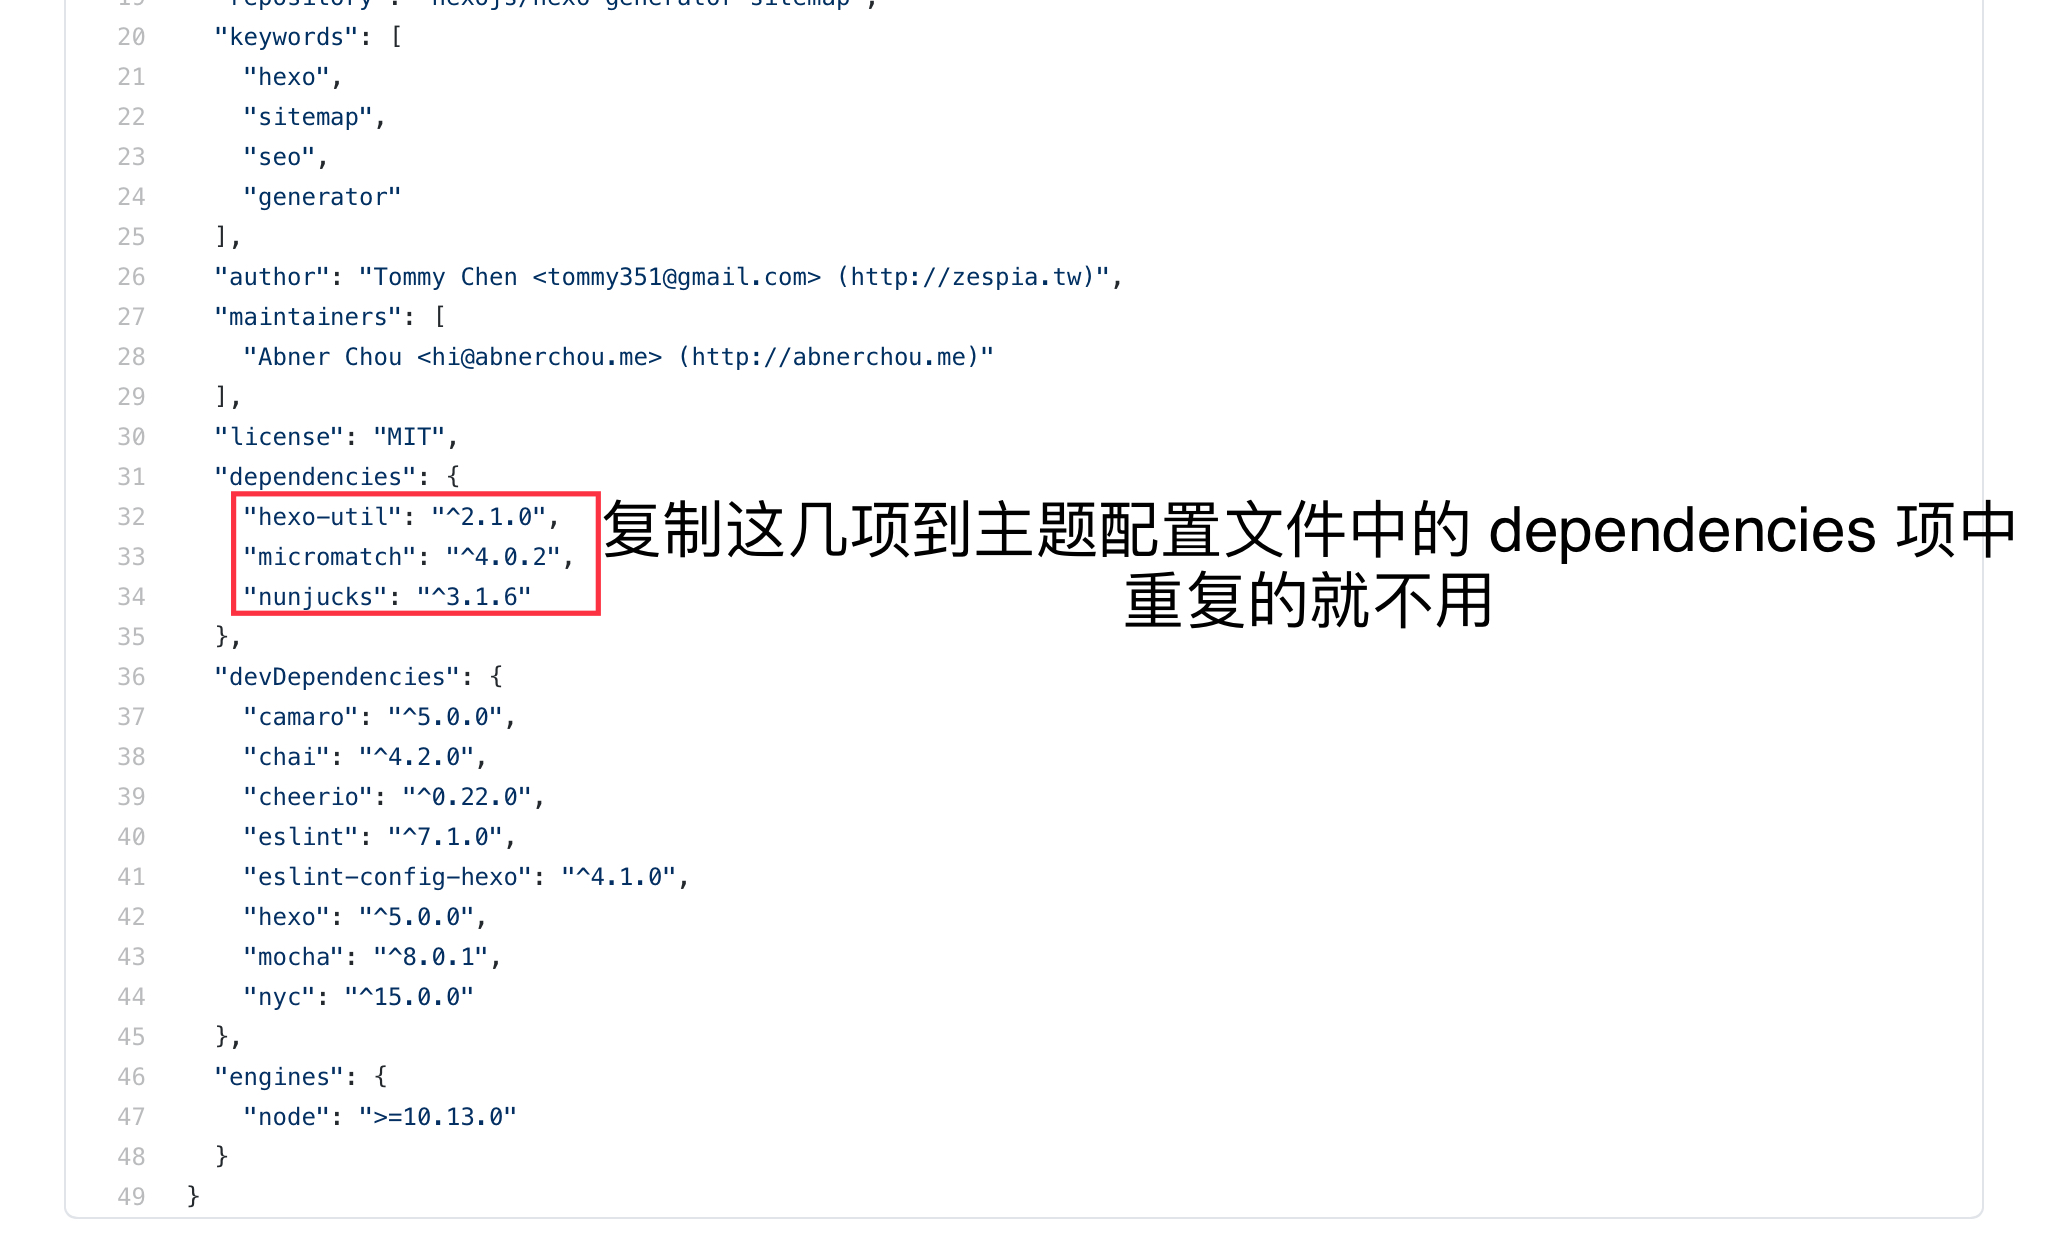 19 "repository": "hexojs/hexo-generator-sitemap",
20 "keywords": [
21 "hexo",
22 "sitemap",
23 "seo",
24 "generator"
25 ],
26 "author": "Tommy Chen <tommy351@gmail.com> (http://zespia.tw)",
27 "maintainers": [
28 "Abner Chou <hi@abnerchou.me> (http://abnerchou.me)"
29 ],
30 "license": "MIT",
31 "dependencies": {
32 "hexo-util": "^2.1.0",
33 "micromatch": "^4.0.2",
34 "nunjucks": "^3.1.6"
复制这几项到主题配置文件中的 dependencies 项中
重复的就不用
35 },
36 "devDependencies": {
37 "camaro": "^5.0.0",
38 "chai": "^4.2.0",
39 "cheerio": "^0.22.0",
40 "eslint": "^7.1.0",
41 "eslint-config-hexo": "^4.1.0",
42 "hexo": "^5.0.0",
43 "mocha": "^8.0.1",
44 "nyc": "^15.0.0"
45 },
46 "engines": {
47 "node": ">=10.13.0"
48 }
49 }